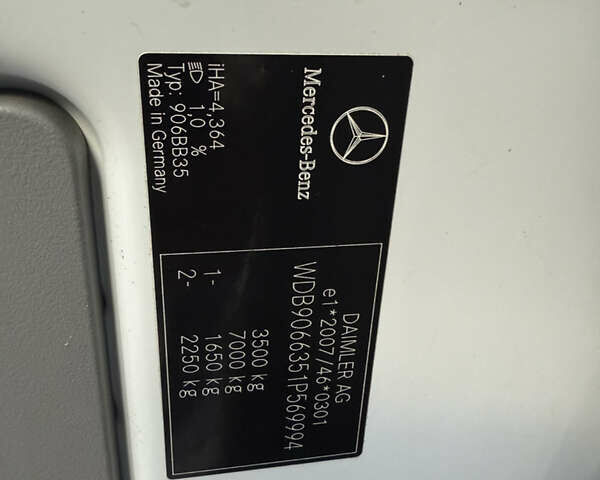 Mercedes-Benz
iHA=4,364
1,0 %
Typ: 906BB35
Made in Germany
DAIMLER AG
e1*2007/46*0301
WDB9066351P569994
3500 kg
7000 kg
1- 1650 kg
2- 2250 kg